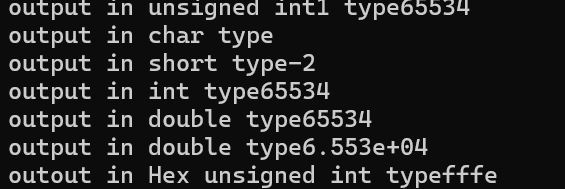 output in unsigned int1 type65534
output in char type
output in short type-2
output in int type65534
output in double type65534
output in double type6.553e+04
outout in Hex unsigned int typefffe